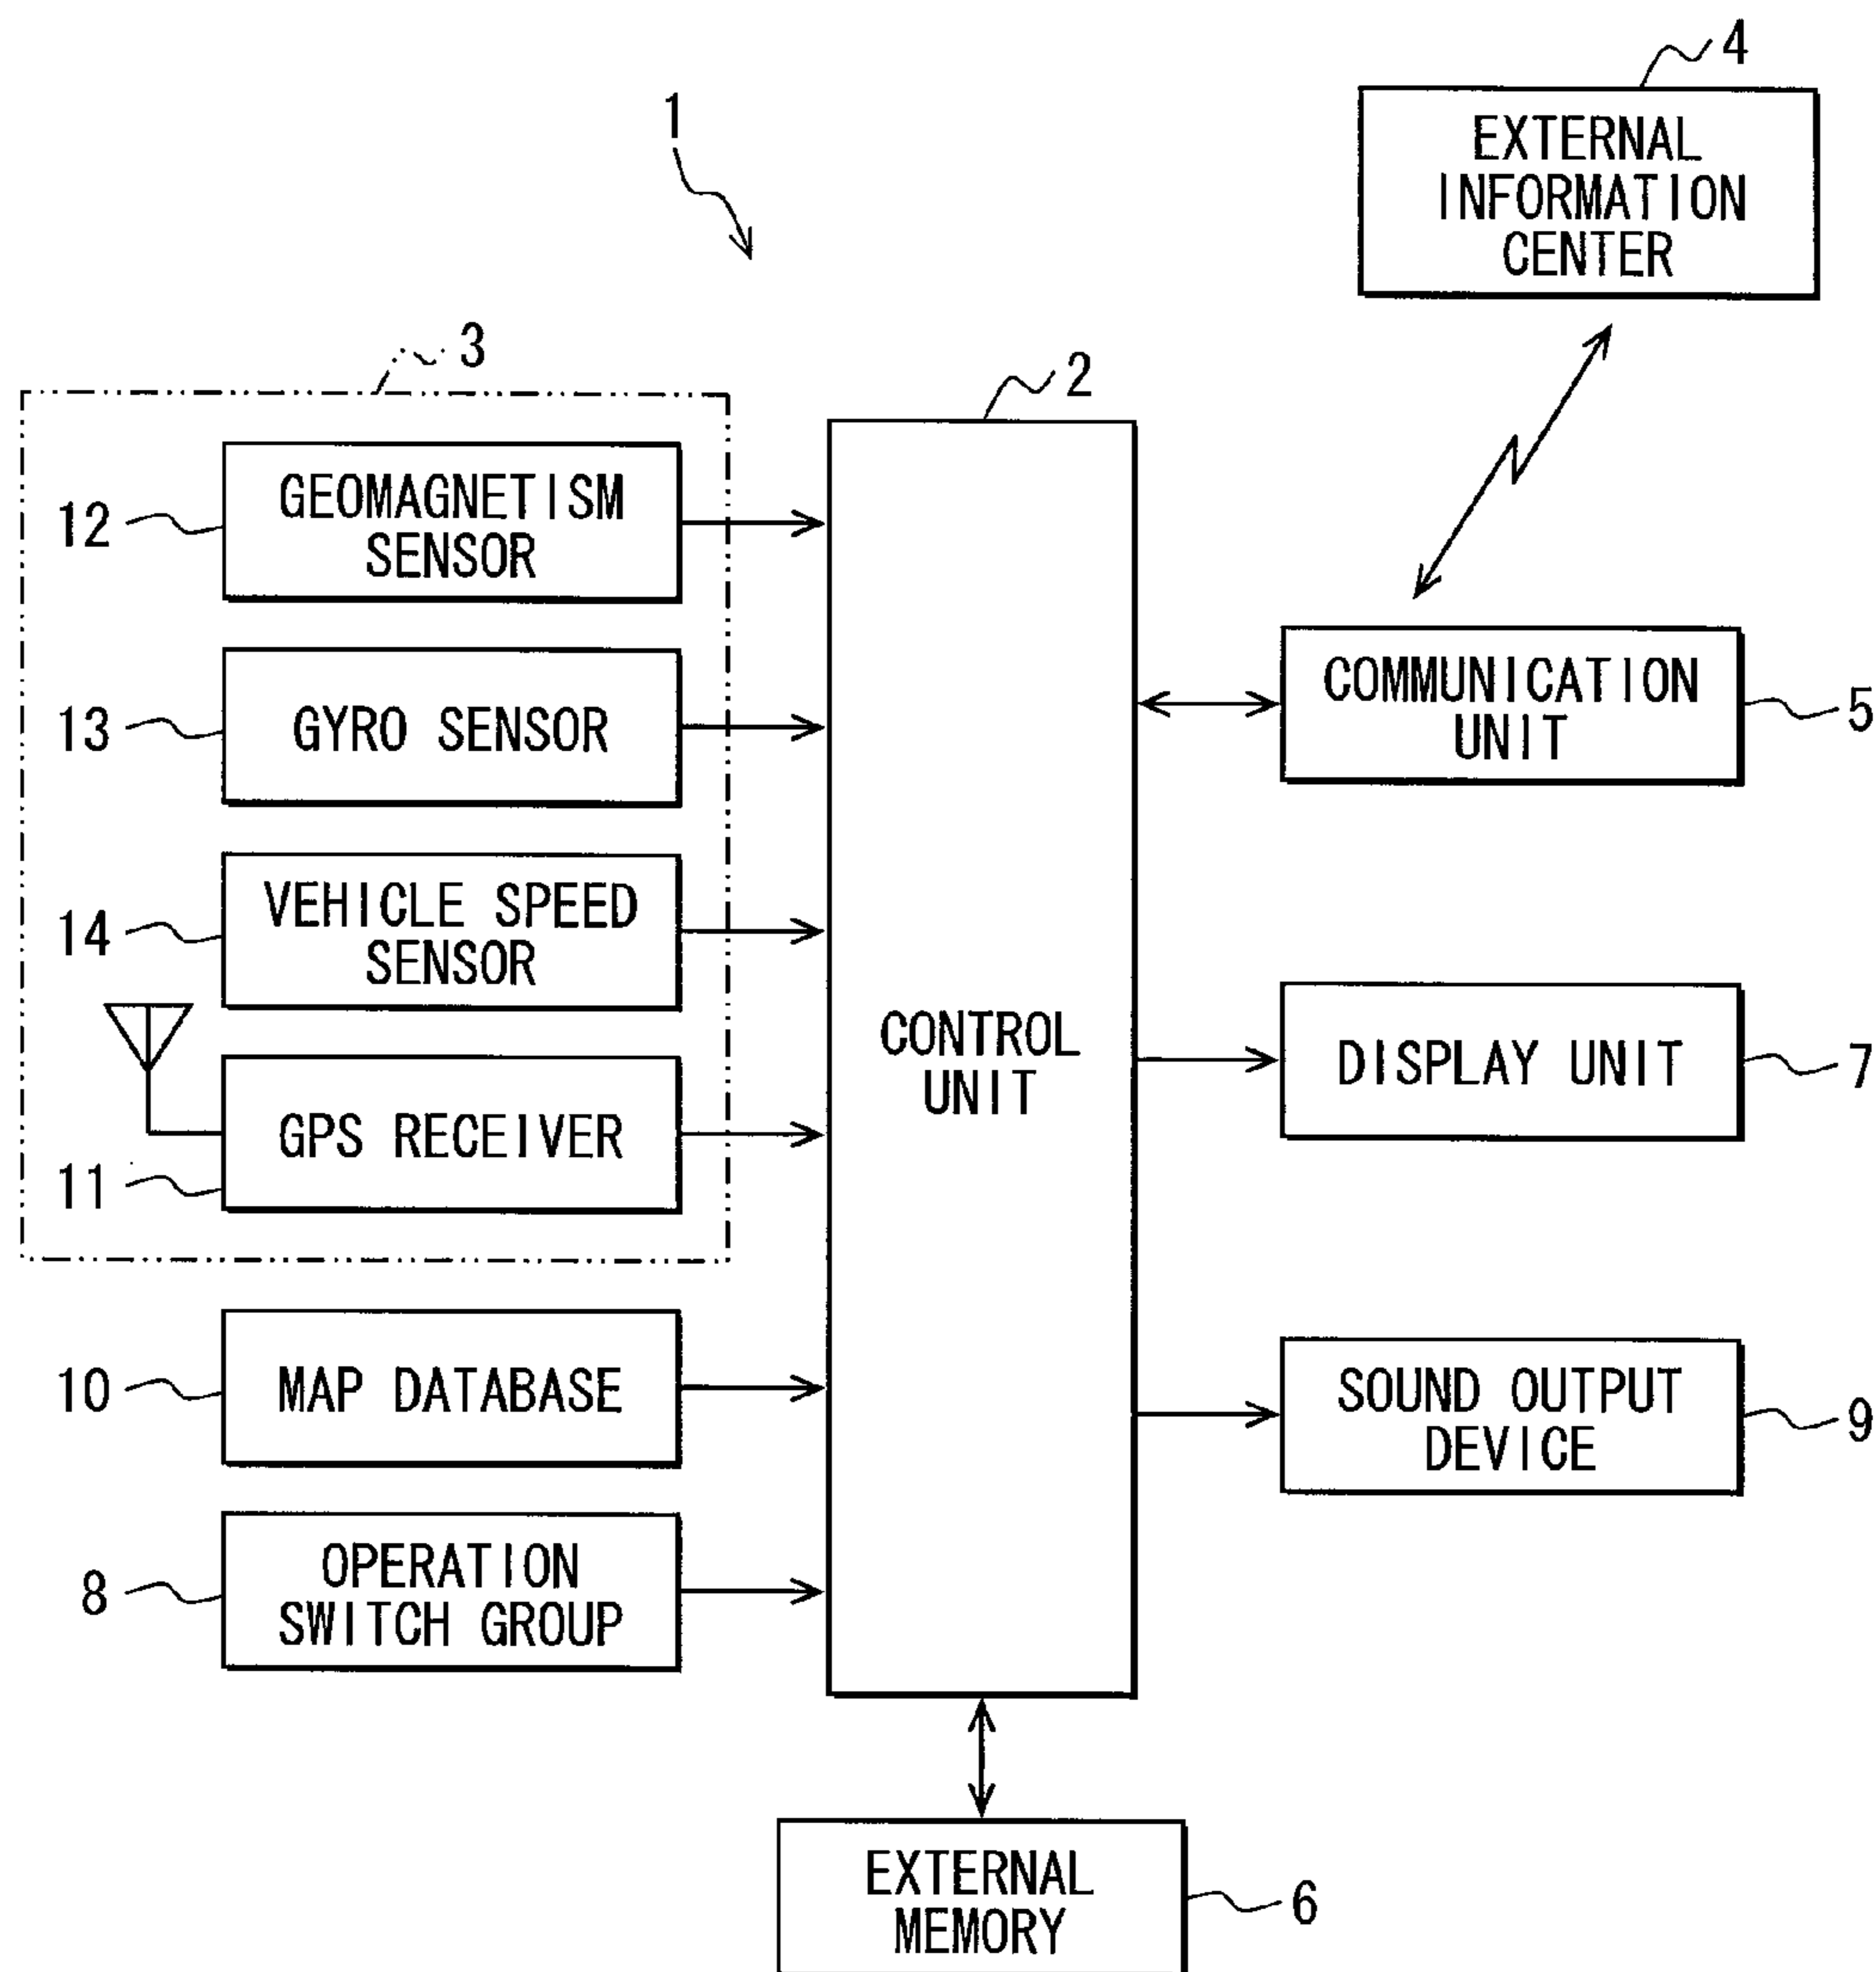 4
EXTERNAL
INFORMATION
CENTER
1
3
2
12
GEOMAGNETISM
SENSOR
13
GYRO SENSOR
14
VEHICLE SPEED
SENSOR
11
GPS RECEIVER
10
MAP DATABASE
8
OPERATION
SWITCH GROUP
CONTROL
UNIT
COMMUNICATION
UNIT
5
DISPLAY UNIT
7
SOUND OUTPUT
DEVICE
9
EXTERNAL
MEMORY
6